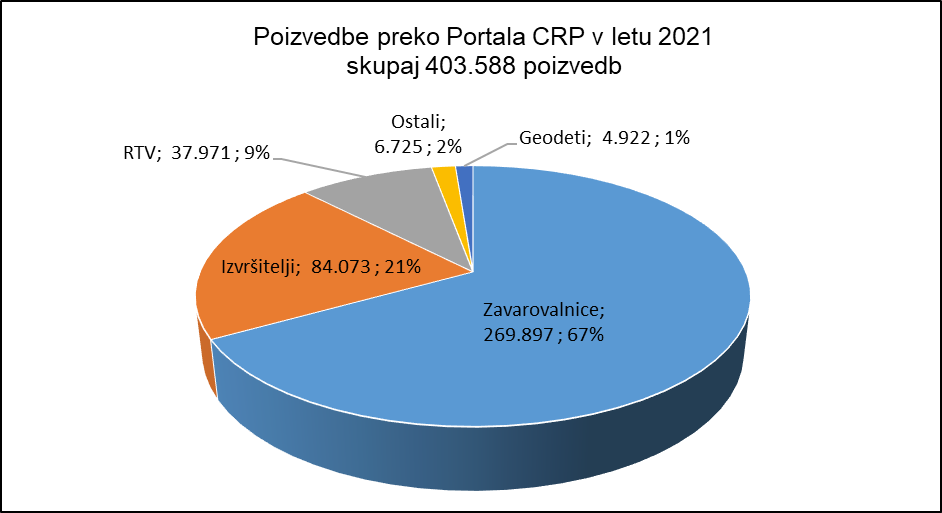 Poizvedbe preko Portala CRP v letu 2021
skupaj 403.588 poizvedb
Ostali;
6.725 ; 2%
Geodeti;  4.922 ; 1%
RTV;  37.971 ; 9%
Izvršitelji;  84.073 ; 21%
Zavarovalnice;
269.897 ; 67%